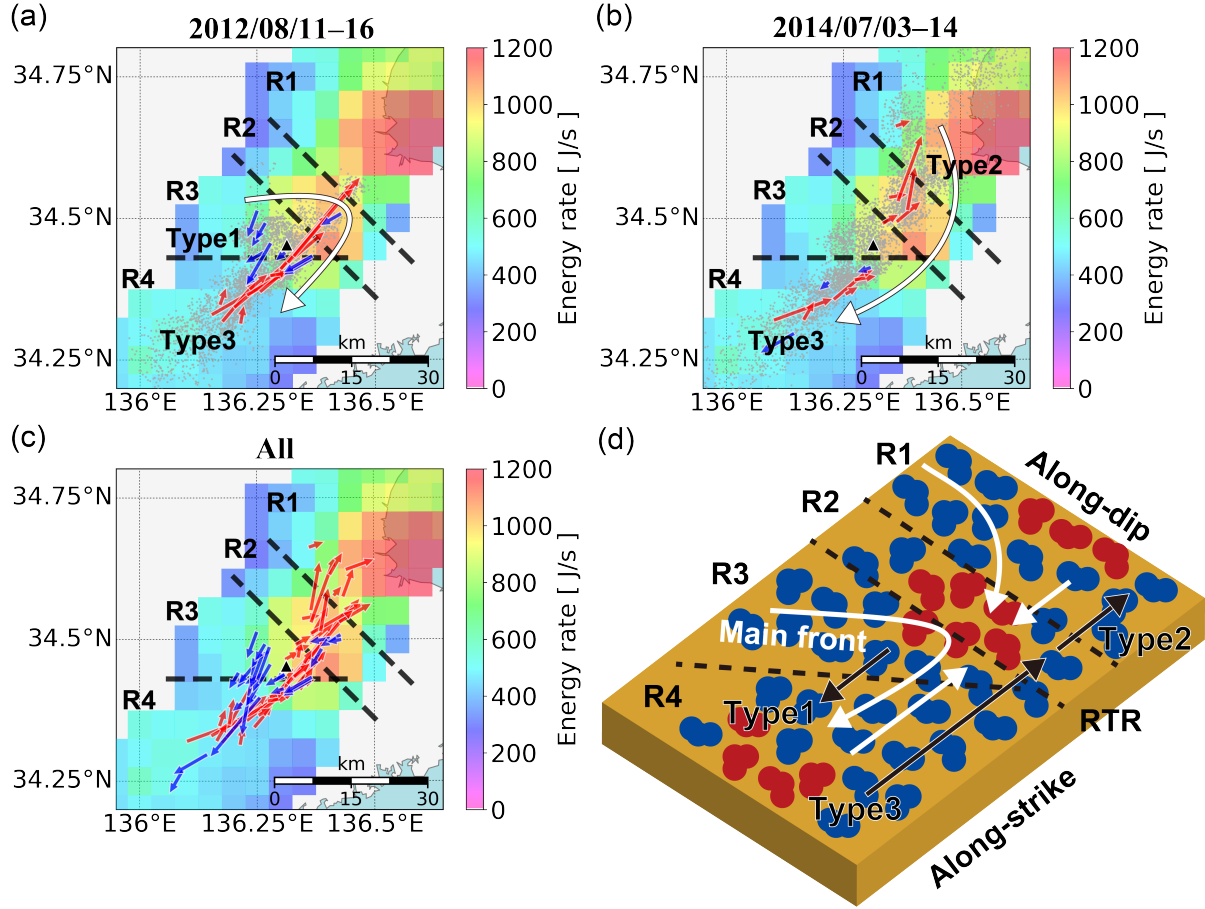 (a)
2012/08/11–16
34.75°N
34.5°N
34.25°N
136°E
136.25°E
136.5°E
R1
R2
R3
Type1
R4
Type3
km
0
15
30
1200
1000
800
600
400
200
0
Energy rate [ J/s ]
(b)
2014/07/03–14
34.75°N
34.5°N
34.25°N
136°E
136.25°E
136.5°E
R1
R2
Type2
R3
R4
Type3
km
0
15
30
1200
1000
800
600
400
200
0
Energy rate [ J/s ]
(c)
All
34.75°N
34.5°N
34.25°N
136°E
136.25°E
136.5°E
R1
R2
R3
R4
km
0
15
30
1200
1000
800
600
400
200
0
Energy rate [ J/s ]
(d)
R1
Along-dip
R2
R3
Main front
Type2
R4
Type1
RTR
Type3
Along-strike